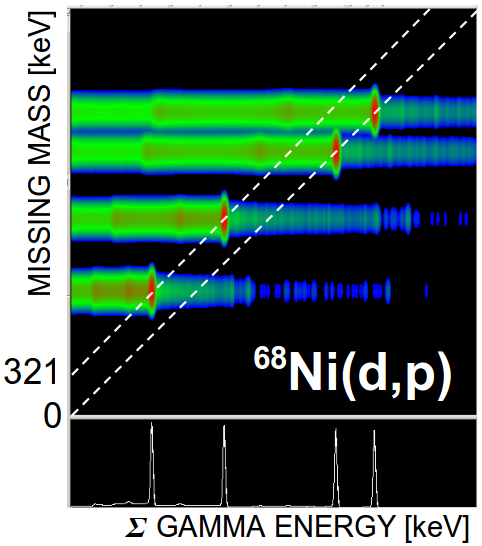 MISSING MASS [keV]
321
0
⁶⁸Ni(d,p)
Σ GAMMA ENERGY [keV]